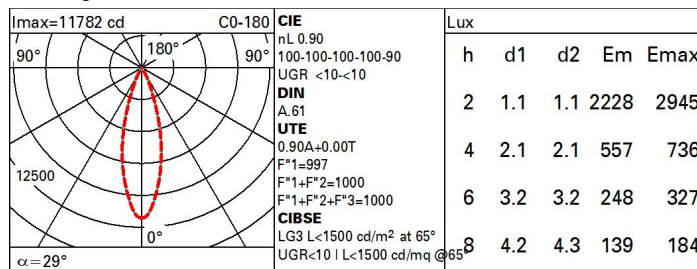 Imax=11782 cd C0-180
90° 180° 90°
12500
0°
α=29°
CIE
nL 0.90
100-100-100-100-90
UGR <10-<10
DIN
A.61
UTE
0.90A+0.00T
F"1=997
F"1+F"2=1000
F"1+F"2+F"3=1000
CIBSE
LG3 L<1500 cd/m² at 65°
UGR<10 | L<1500 cd/mq @65°
Lux
h d1 d2 Em Emax
2 1.1 1.1 2228 2945
4 2.1 2.1 557 736
6 3.2 3.2 248 327
8 4.2 4.3 139 184